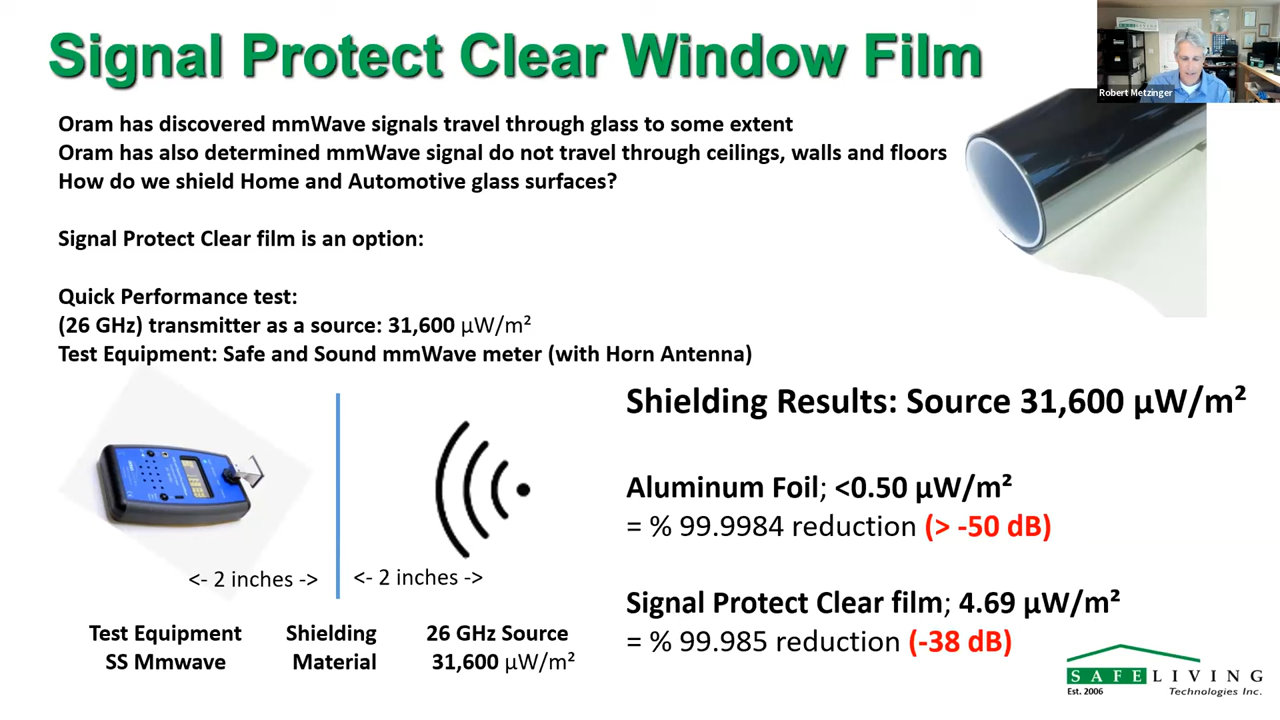 Signal Protect Clear Window Film
Robert Metzinger
Oram has discovered mmWave signals travel through glass to some extent
Oram has also determined mmWave signal do not travel through ceilings, walls and floors
How do we shield Home and Automotive glass surfaces?
Signal Protect Clear film is an option:
Quick Performance test:
(26 GHz) transmitter as a source: 31,600 µW/m²
Test Equipment: Safe and Sound mmWave meter (with Horn Antenna)
Shielding Results: Source 31,600 µW/m²
Aluminum Foil; <0.50 µW/m²
= % 99.9984 reduction (> -50 dB)
Signal Protect Clear film; 4.69 µW/m²
= % 99.985 reduction (-38 dB)
<- 2 inches -> <- 2 inches ->
Test Equipment Shielding 26 GHz Source
SS Mmwave Material 31,600 µW/m²
SAFELIVING
Est. 2006 Technologies Inc.